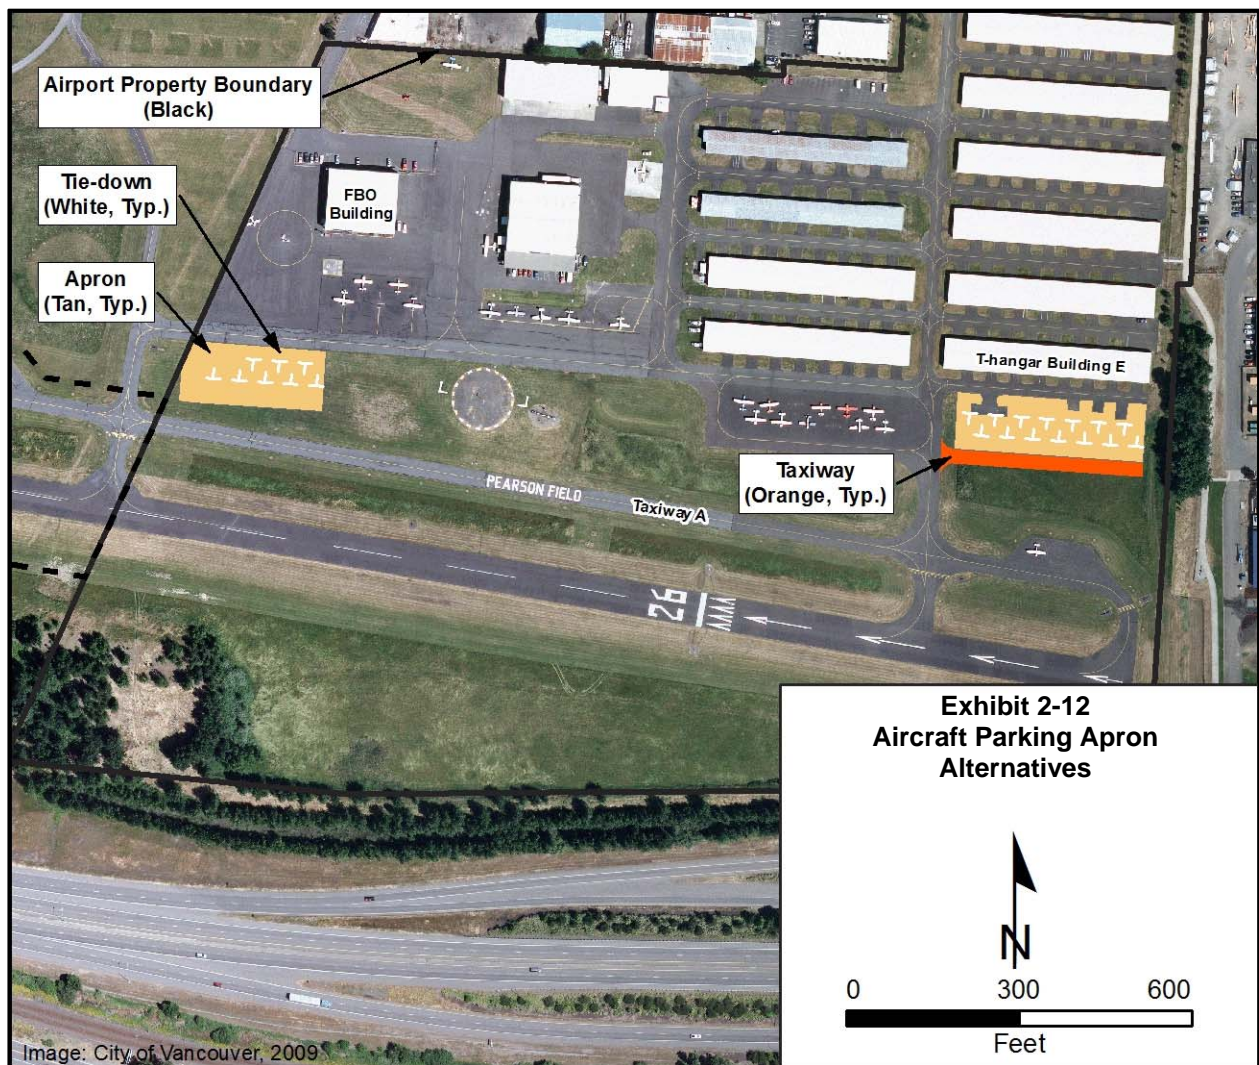 Airport Property Boundary
(Black)
Tie-down
(White, Typ.)
FBO
Building
Apron
(Tan, Typ.)
T-hangar Building E
Taxiway
(Orange, Typ.)
PEARSON FIELD
Taxiway A
26
Exhibit 2-12
Aircraft Parking Apron
Alternatives
N
0 300 600
Feet
Image: City of Vancouver, 2009